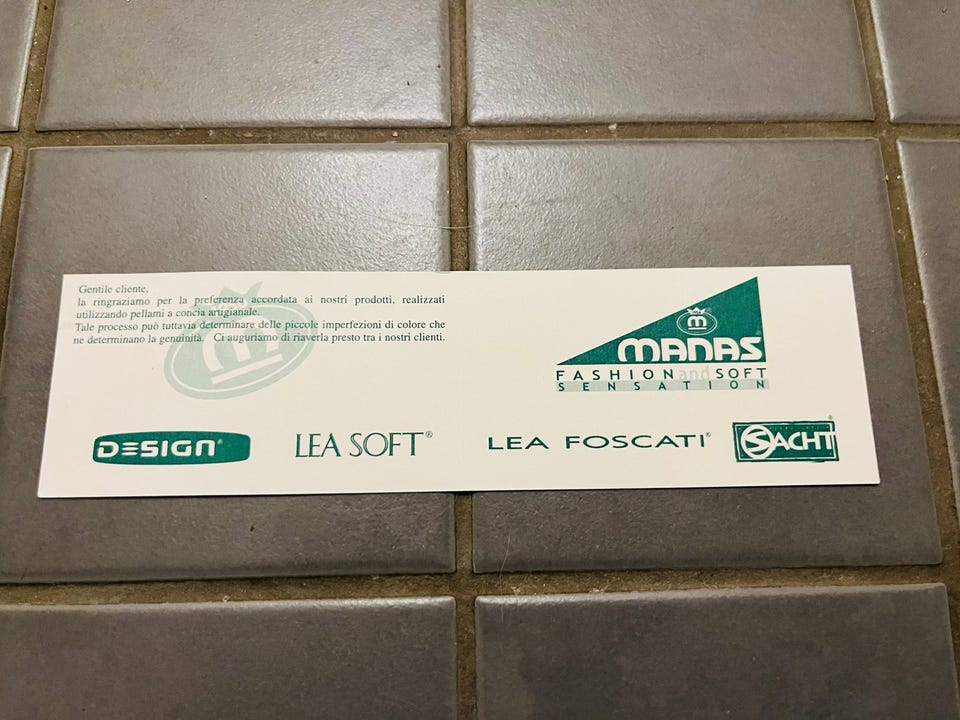 Gentile cliente,
la ringraziamo per la preferenza accordata ai nostri prodotti, realizzati
utilizzando pellami a concia artigianale.
Tale processo può tuttavia determinare delle piccole imperfezioni di colore che
ne determinano la genuinità. Ci auguriamo di riaverla presto tra i nostri clienti.
m
m
MANAS®
FASHION and SOFT
SENSATION
DESIGN®
LEA SOFT®
LEA FOSCATI®
SACHT®